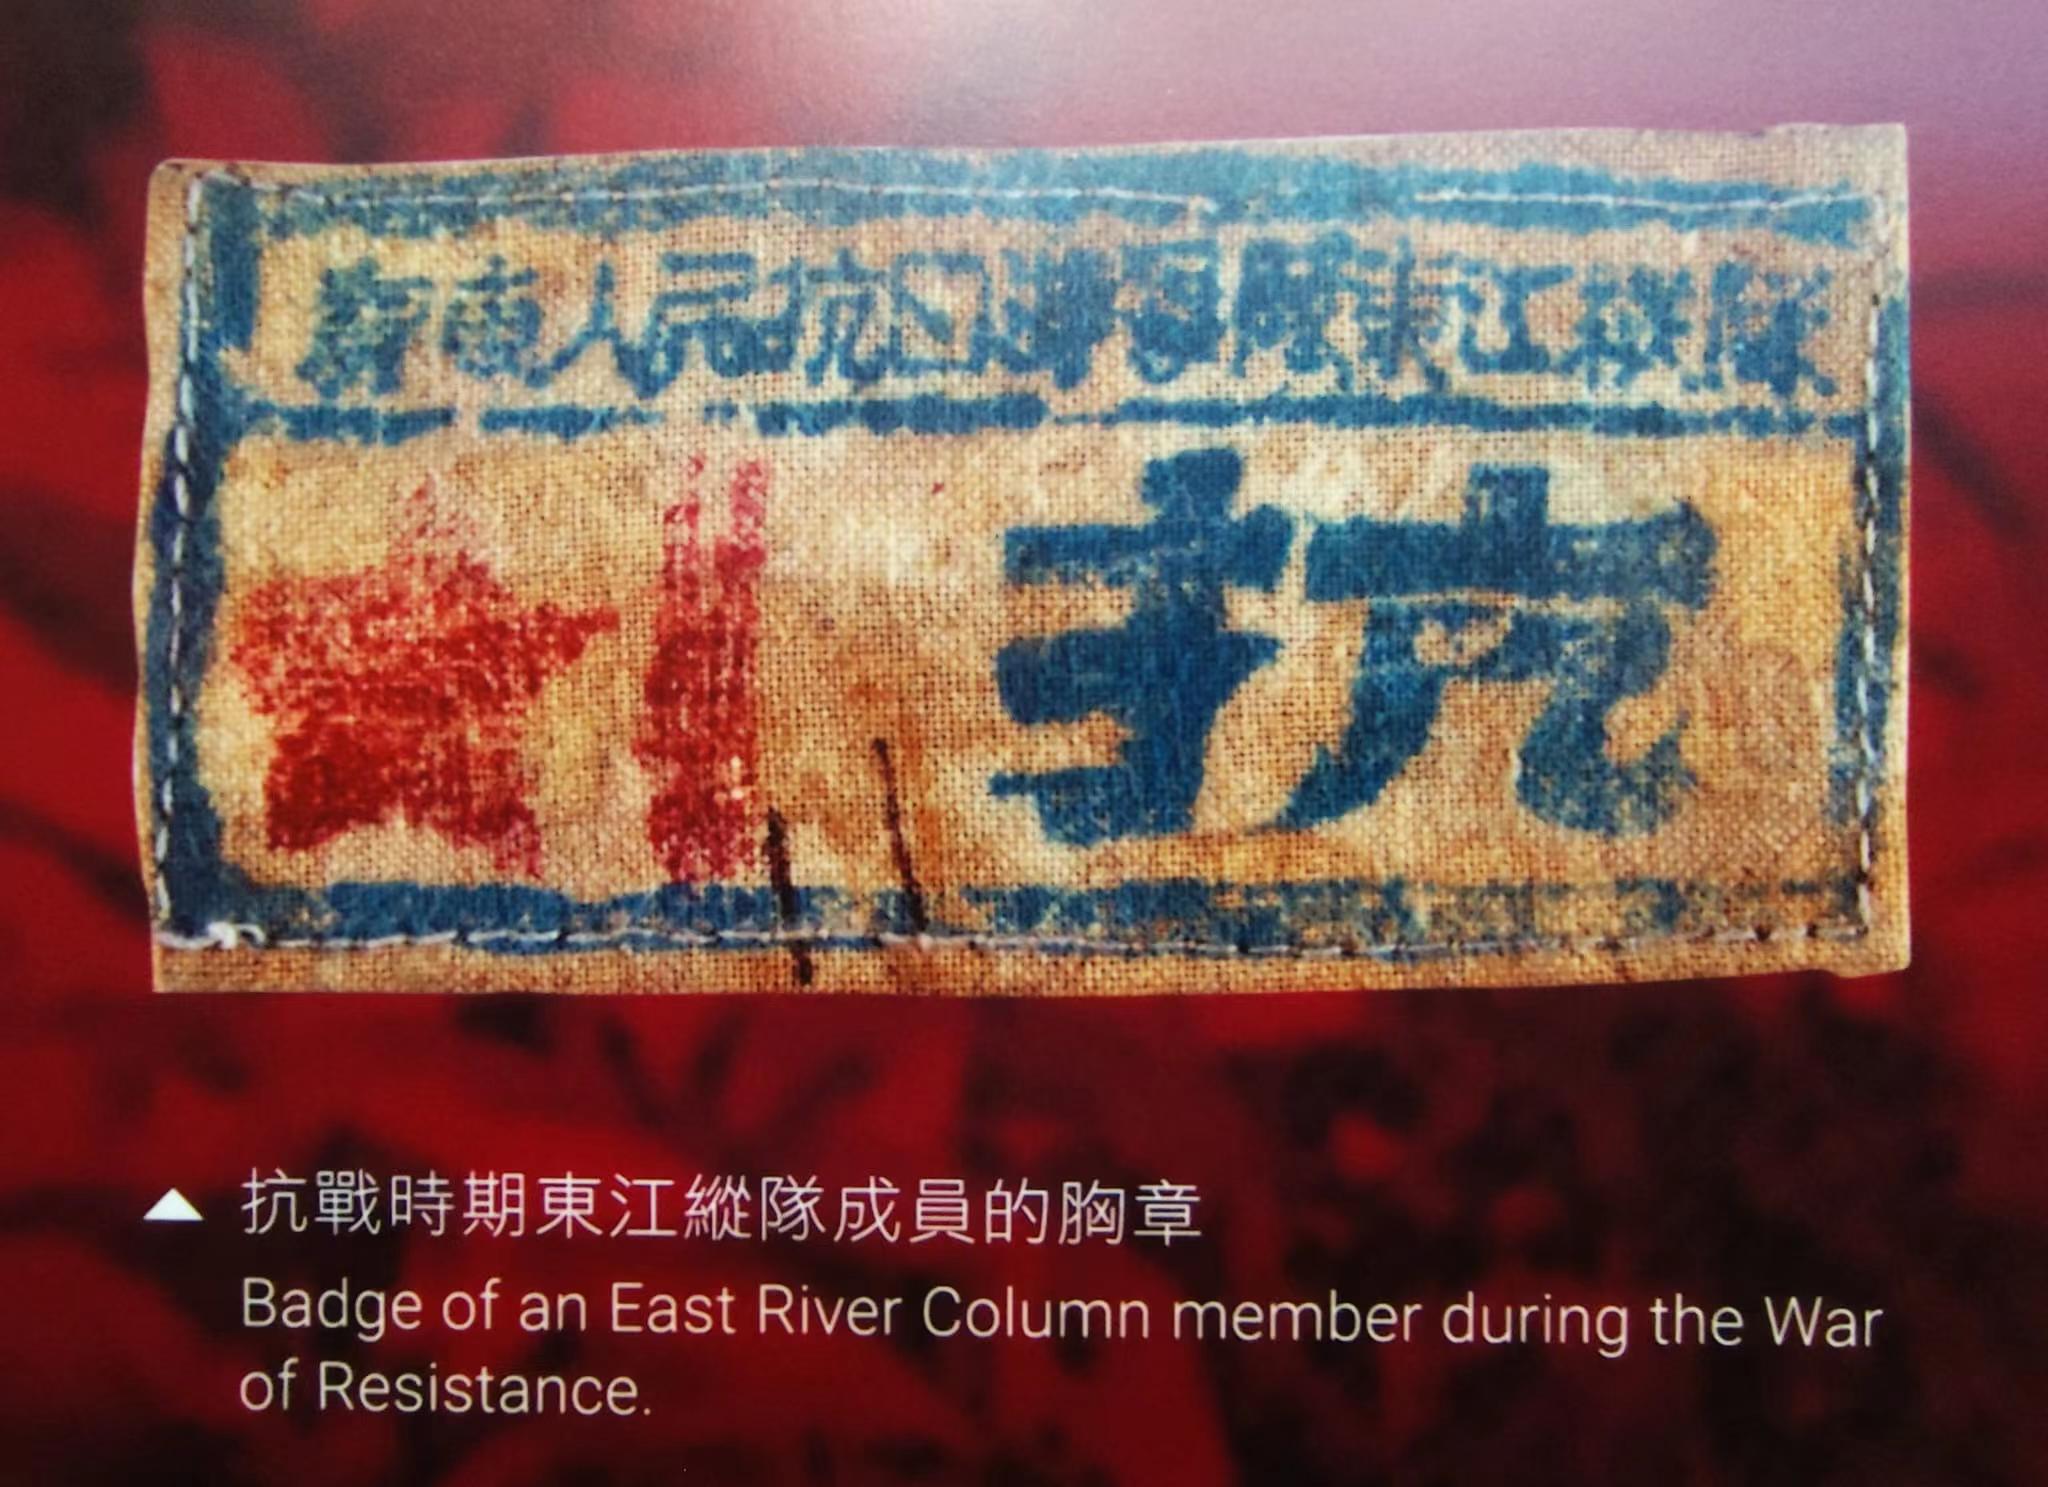 廣東人民抗日游擊隊東江縱隊
抗
抗戰時期東江縱隊成員的胸章
Badge of an East River Column member during the War
of Resistance.